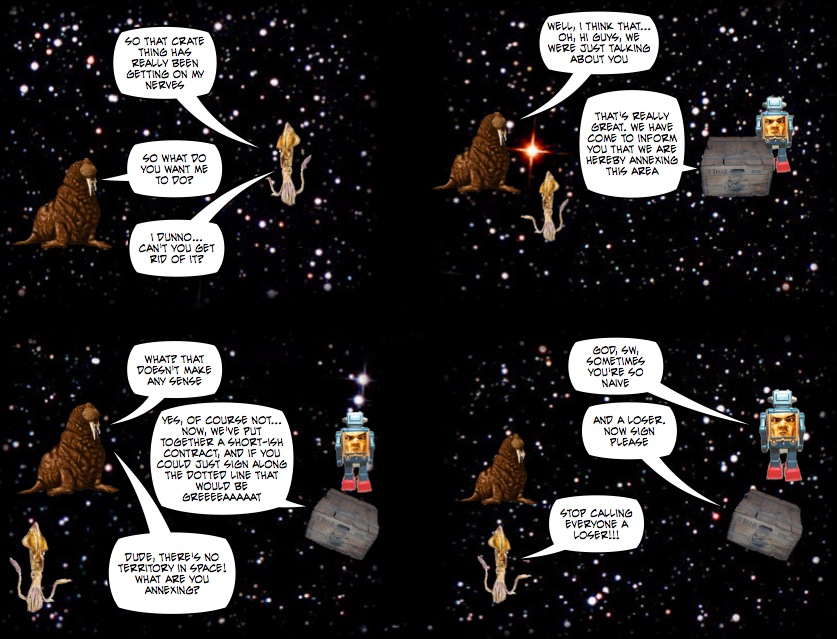 SO THAT CRATE
THING HAS
REALLY BEEN
GETTING ON MY
NERVES
SO WHAT DO
YOU WANT ME
TO DO?
I DUNNO...
CAN'T YOU GET
RID OF IT?
WELL, I THINK THAT...
OH, HI GUYS, WE
WERE JUST TALKING
ABOUT YOU
THAT'S REALLY
GREAT. WE HAVE
COME TO INFORM
YOU THAT WE ARE
HEREBY ANNEXING
THIS AREA
WHAT? THAT
DOESN'T MAKE
ANY SENSE
YES, OF COURSE NOT...
NOW, WE'VE PUT
TOGETHER A SHORT-ISH
CONTRACT, AND IF YOU
COULD JUST SIGN ALONG
THE DOTTED LINE THAT
WOULD BE
GREEEEAAAAAT
DUDE, THERE'S NO
TERRITORY IN SPACE!
WHAT ARE YOU
ANNEXING?
GOD, SW,
SOMETIMES
YOU'RE SO
NAIVE
AND A LOSER.
NOW SIGN
PLEASE
STOP CALLING
EVERYONE A
LOSER!!!